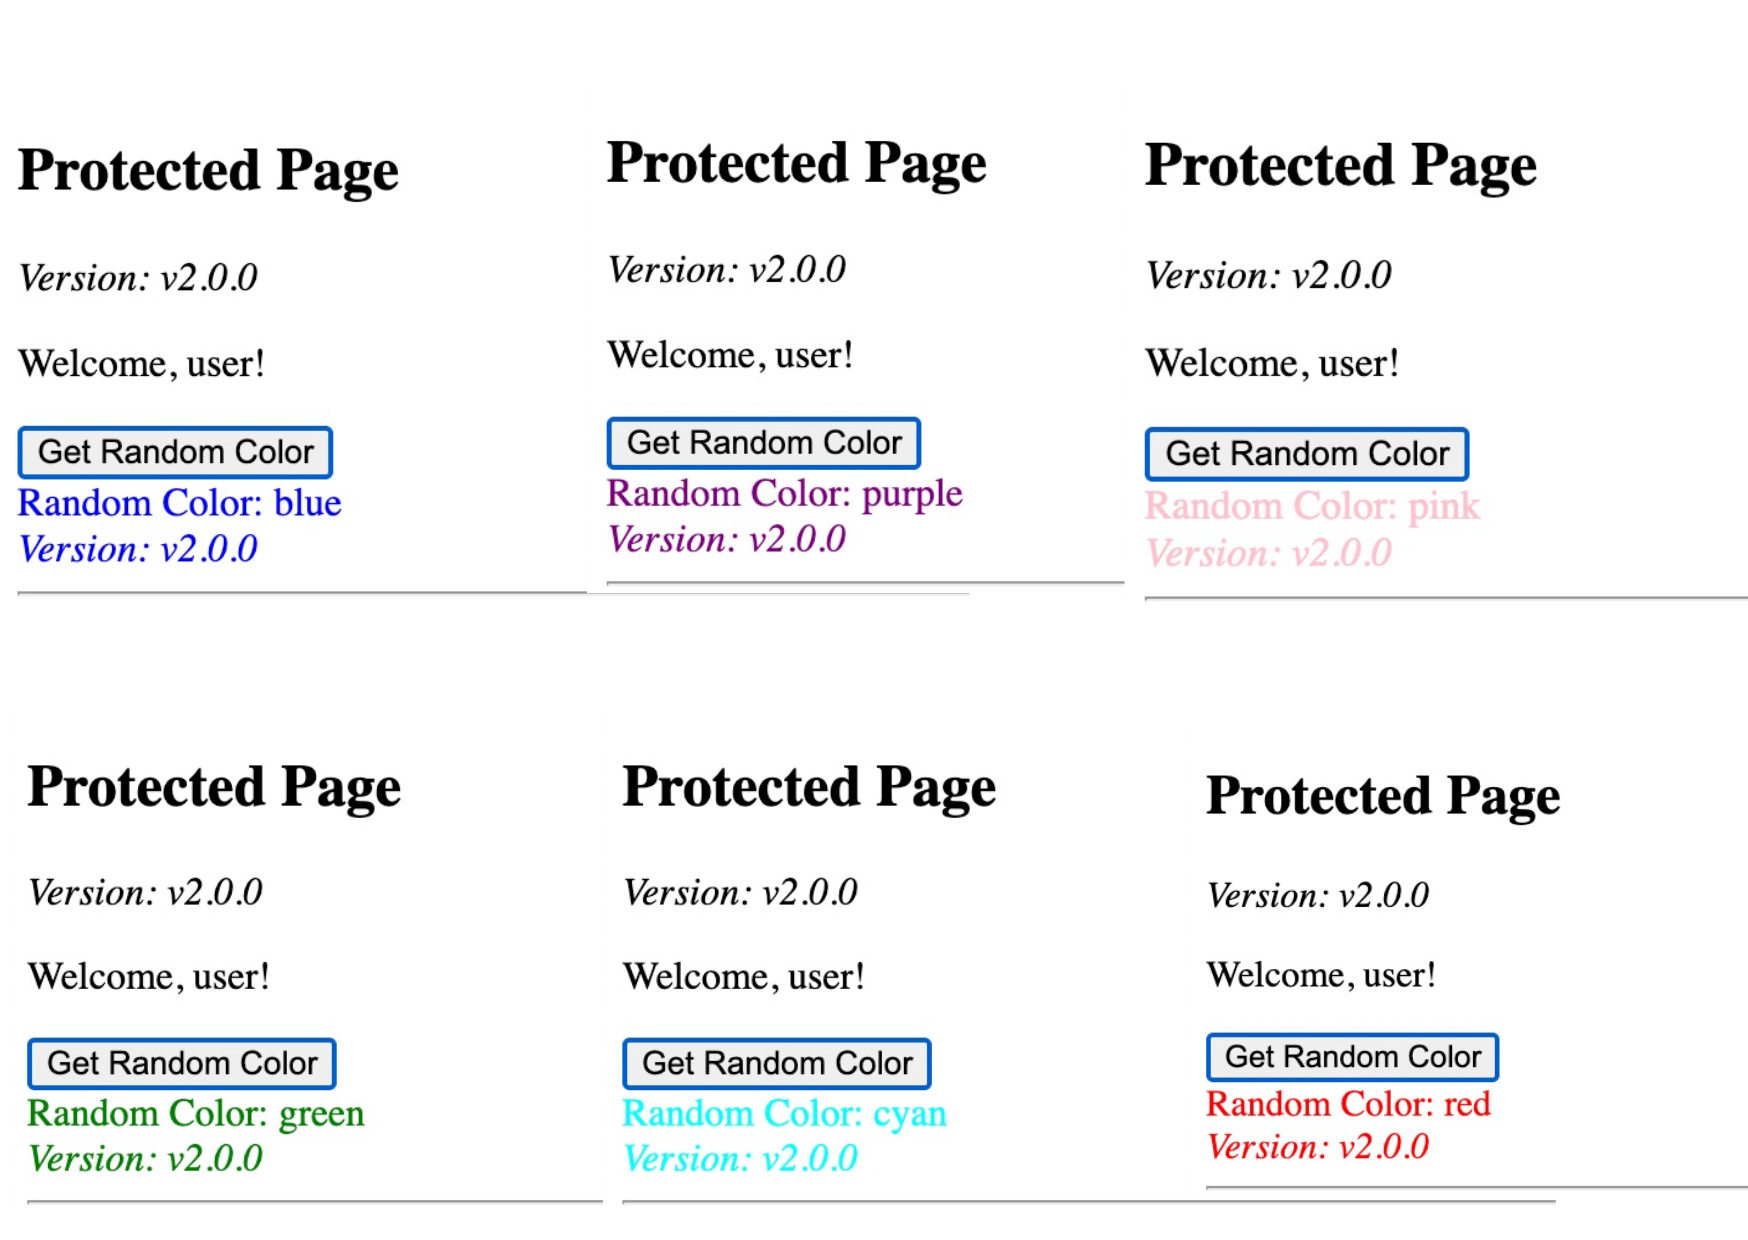 Protected Page
Version: v2.0.0
Welcome, user!
Get Random Color
Random Color: blue
Version: v2.0.0
Protected Page
Version: v2.0.0
Welcome, user!
Get Random Color
Random Color: purple
Version: v2.0.0
Protected Page
Version: v2.0.0
Welcome, user!
Get Random Color
Random Color: pink
Version: v2.0.0
Protected Page
Version: v2.0.0
Welcome, user!
Get Random Color
Random Color: green
Version: v2.0.0
Protected Page
Version: v2.0.0
Welcome, user!
Get Random Color
Random Color: cyan
Version: v2.0.0
Protected Page
Version: v2.0.0
Welcome, user!
Get Random Color
Random Color: red
Version: v2.0.0